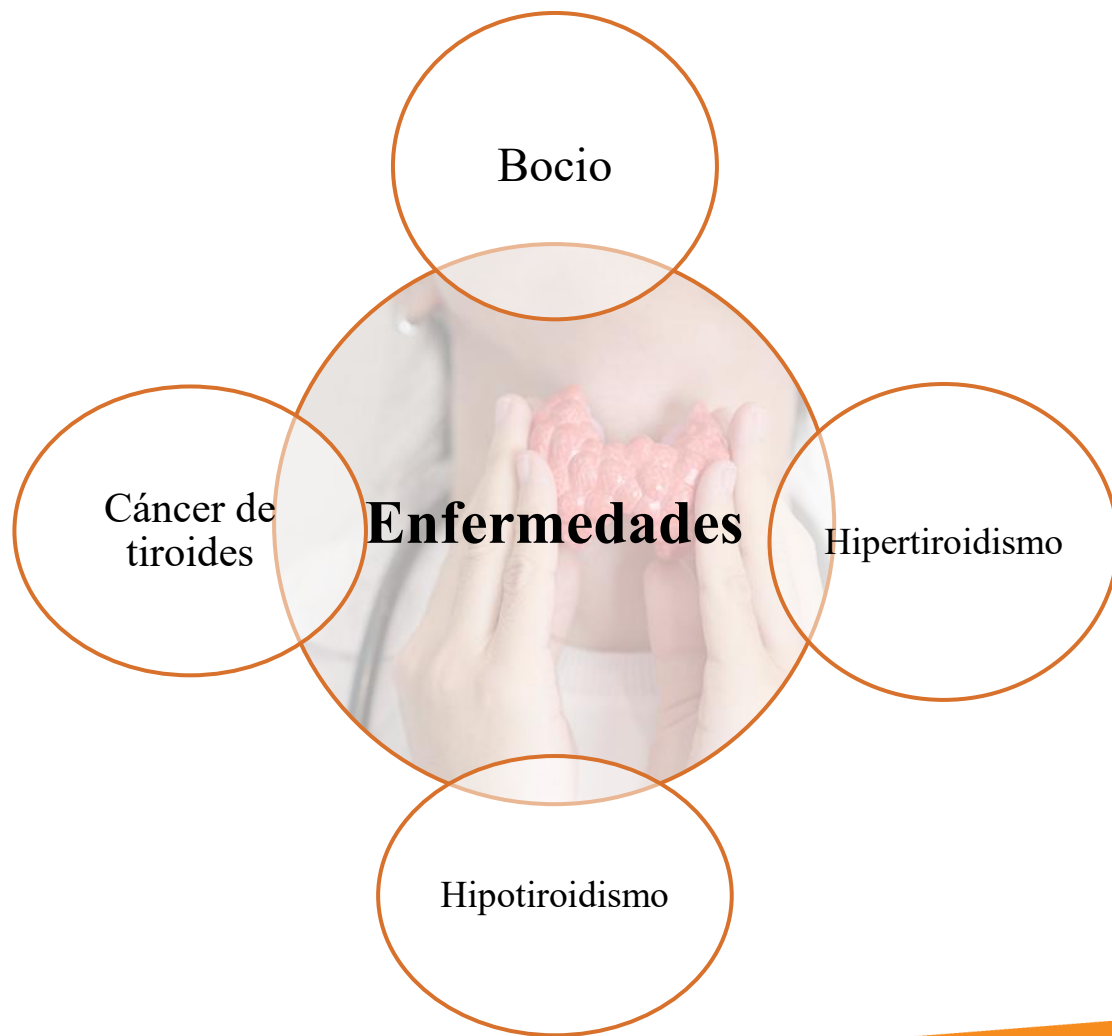 Bocio
Cáncer de
tiroides
Enfermedades
Hipertiroidismo
Hipotiroidismo